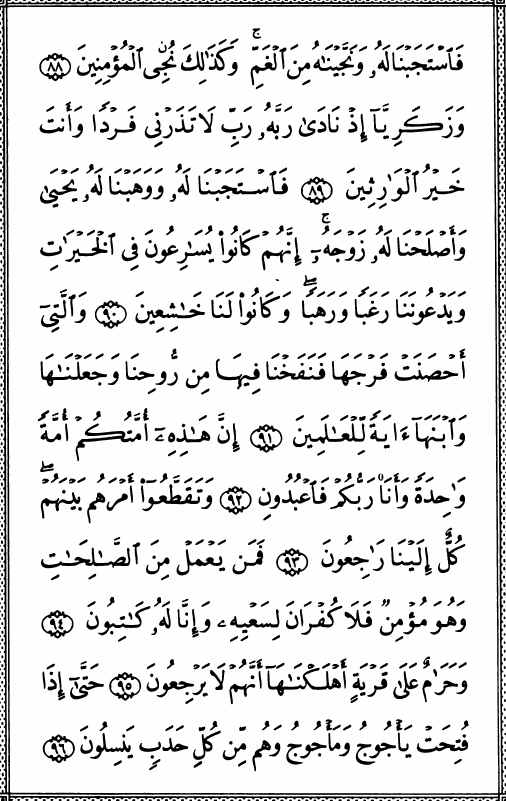 فَٱسْتَجَبْنَا لَهُۥ وَنَجَّيْنَٰهُ مِنَ ٱلْغَمِّ ۚ وَكَذَٰلِكَ نُۨجِى ٱلْمُؤْمِنِينَ ٨٨
وَزَكَرِيَّآ إِذْ نَادَىٰ رَبَّهُۥ رَبِّ لَا تَذَرْنِى فَرْدًا وَأَنتَ
خَيْرُ ٱلْوَٰرِثِينَ ٨٩ فَٱسْتَجَبْنَا لَهُۥ وَوَهَبْنَا لَهُۥ يَحْيَىٰ
وَأَصْلَحْنَا لَهُۥ زَوْجَهُۥٓ ۚ إِنَّهُمْ كَانُوا۟ يُسَٰرِعُونَ فِى ٱلْخَيْرَٰتِ
وَيَدْعُونَنَا رَغَبًا وَرَهَبًا ۖ وَكَانُوا۟ لَنَا خَٰشِعِينَ ٩٠ وَٱلَّتِىٓ
أَحْصَنَتْ فَرْجَهَا فَنَفَخْنَا فِيهَا مِن رُّوحِنَا وَجَعَلْنَٰهَا
وَٱبْنَهَآ ءَايَةً لِّلْعَٰلَمِينَ ٩١ إِنَّ هَٰذِهِۦٓ أُمَّتُكُمْ أُمَّةً
وَٰحِدَةً وَأَنَا۠ رَبُّكُمْ فَٱعْبُدُونِ ٩٢ وَتَقَطَّعُوٓا۟ أَمْرَهُم بَيْنَهُمْ ۖ
كُلٌّ إِلَيْنَا رَٰجِعُونَ ٩٣ فَمَن يَعْمَلْ مِنَ ٱلصَّٰلِحَٰتِ
وَهُوَ مُؤْمِنٌ فَلَا كُفْرَانَ لِسَعْيِهِۦ وَإِنَّا لَهُۥ كَٰتِبُونَ ٩٤
وَحَرَٰمٌ عَلَىٰ قَرْيَةٍ أَهْلَكْنَٰهَآ أَنَّهُمْ لَا يَرْجِعُونَ ٩٥ حَتَّىٰٓ إِذَا
فُتِحَتْ يَأْجُوجُ وَمَأْجُوجُ وَهُم مِّن كُلِّ حَدَبٍ يَنسِلُونَ ٩٦